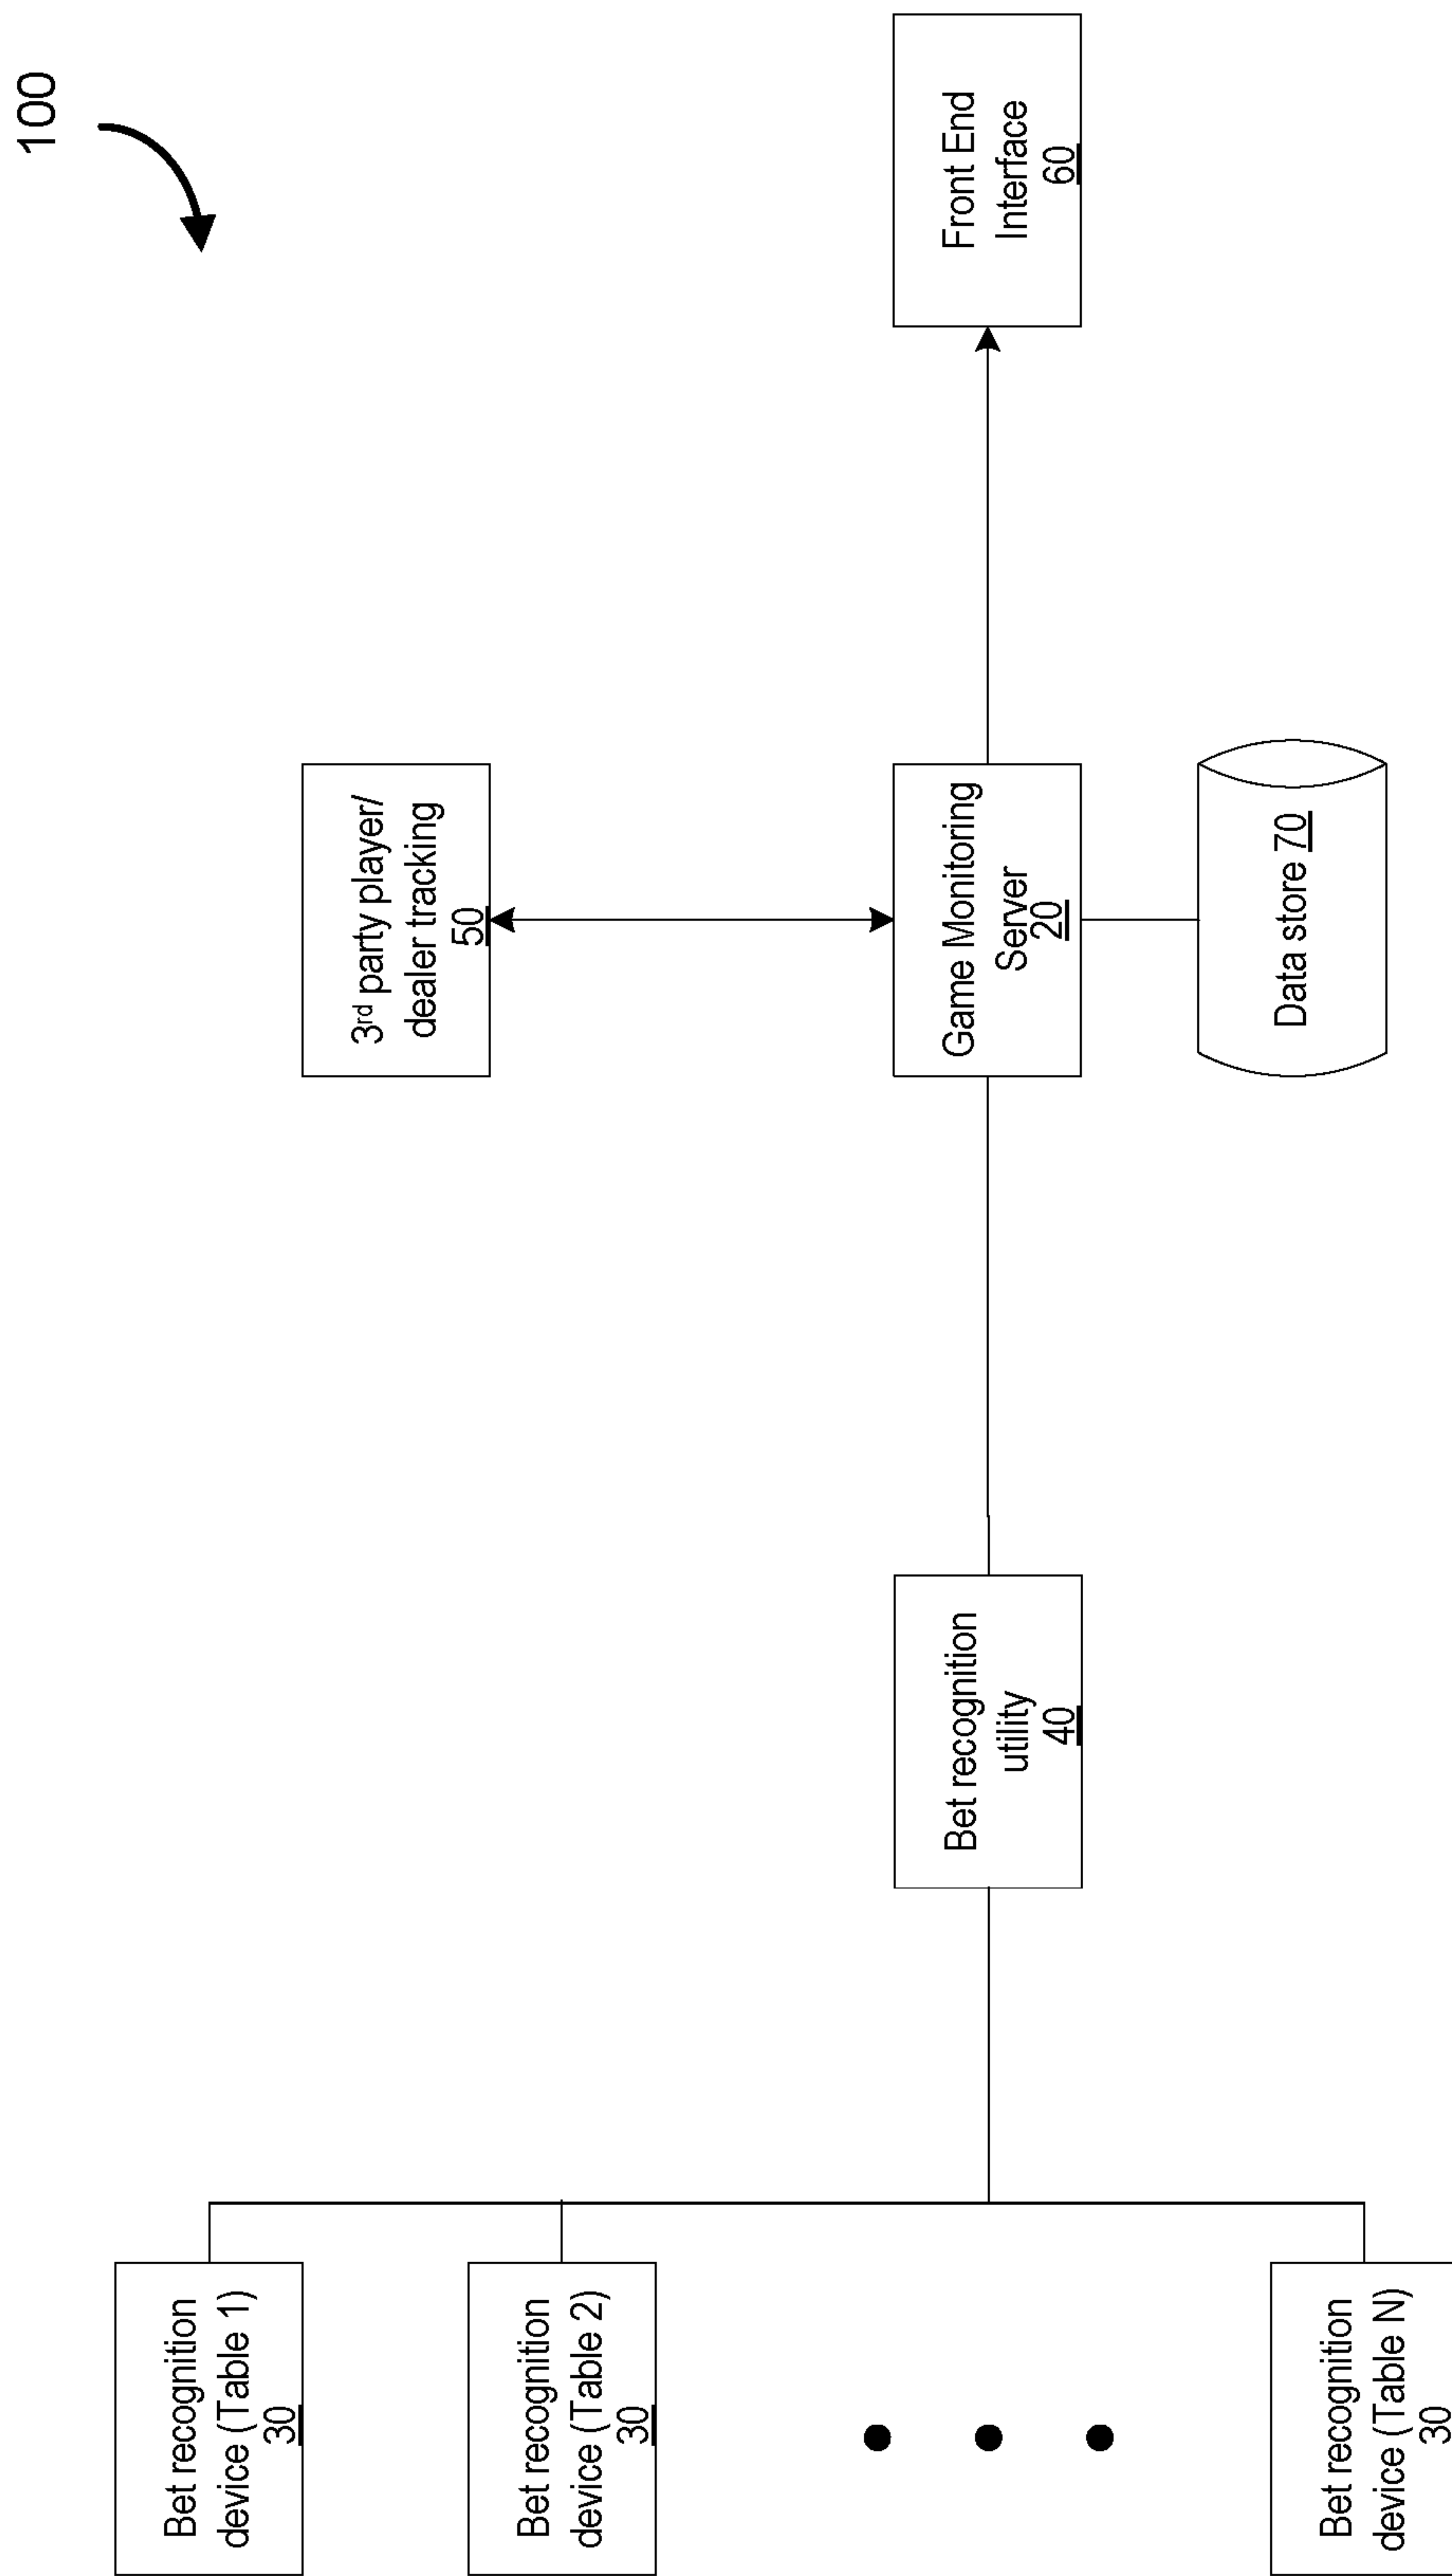 100
Bet recognition
device (Table 1)
30
Bet recognition
device (Table 2)
30
Bet recognition
device (Table N)
30
Bet recognition
utility
40
3rd party player/
dealer tracking
50
Game Monitoring
Server
20
Data store 70
Front End
Interface
60